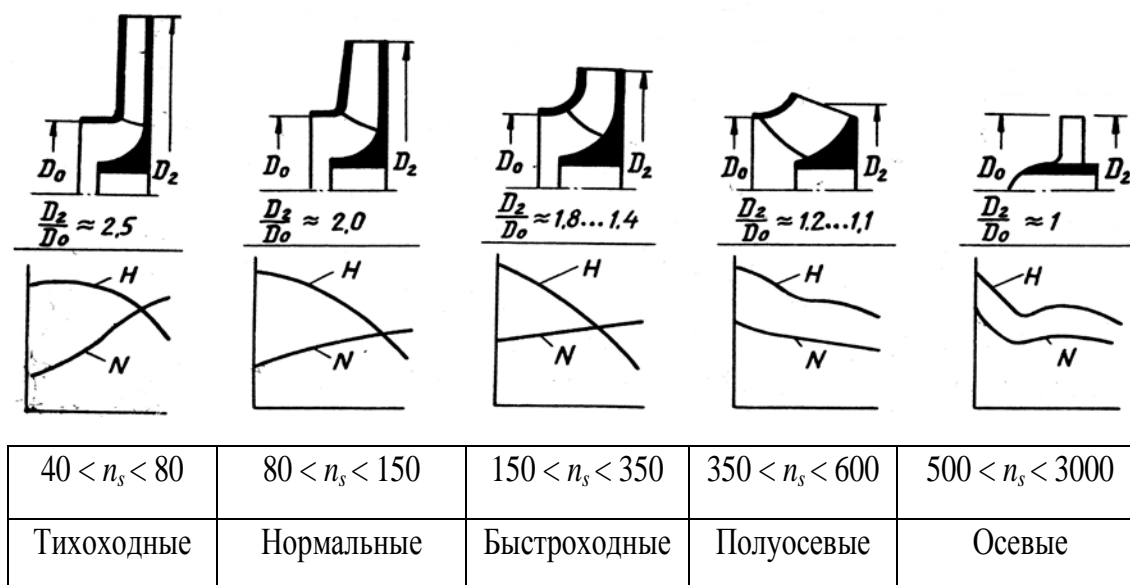 D₀ D₂
D₂/D₀ ≈ 2,5
D₀ D₂
D₂/D₀ ≈ 2,0
D₀ D₂
D₂/D₀ ≈ 1.8...1.4
D₀ D₂
D₂/D₀ ≈ 1.2...1,1
D₀ D₂
D₂/D₀ ≈ 1
H
N
H
N
H
N
H
N
H
N
40 < nₛ < 80
80 < nₛ < 150
150 < nₛ < 350
350 < nₛ < 600
500 < nₛ < 3000
Тихоходные
Нормальные
Быстроходные
Полуосевые
Осевые